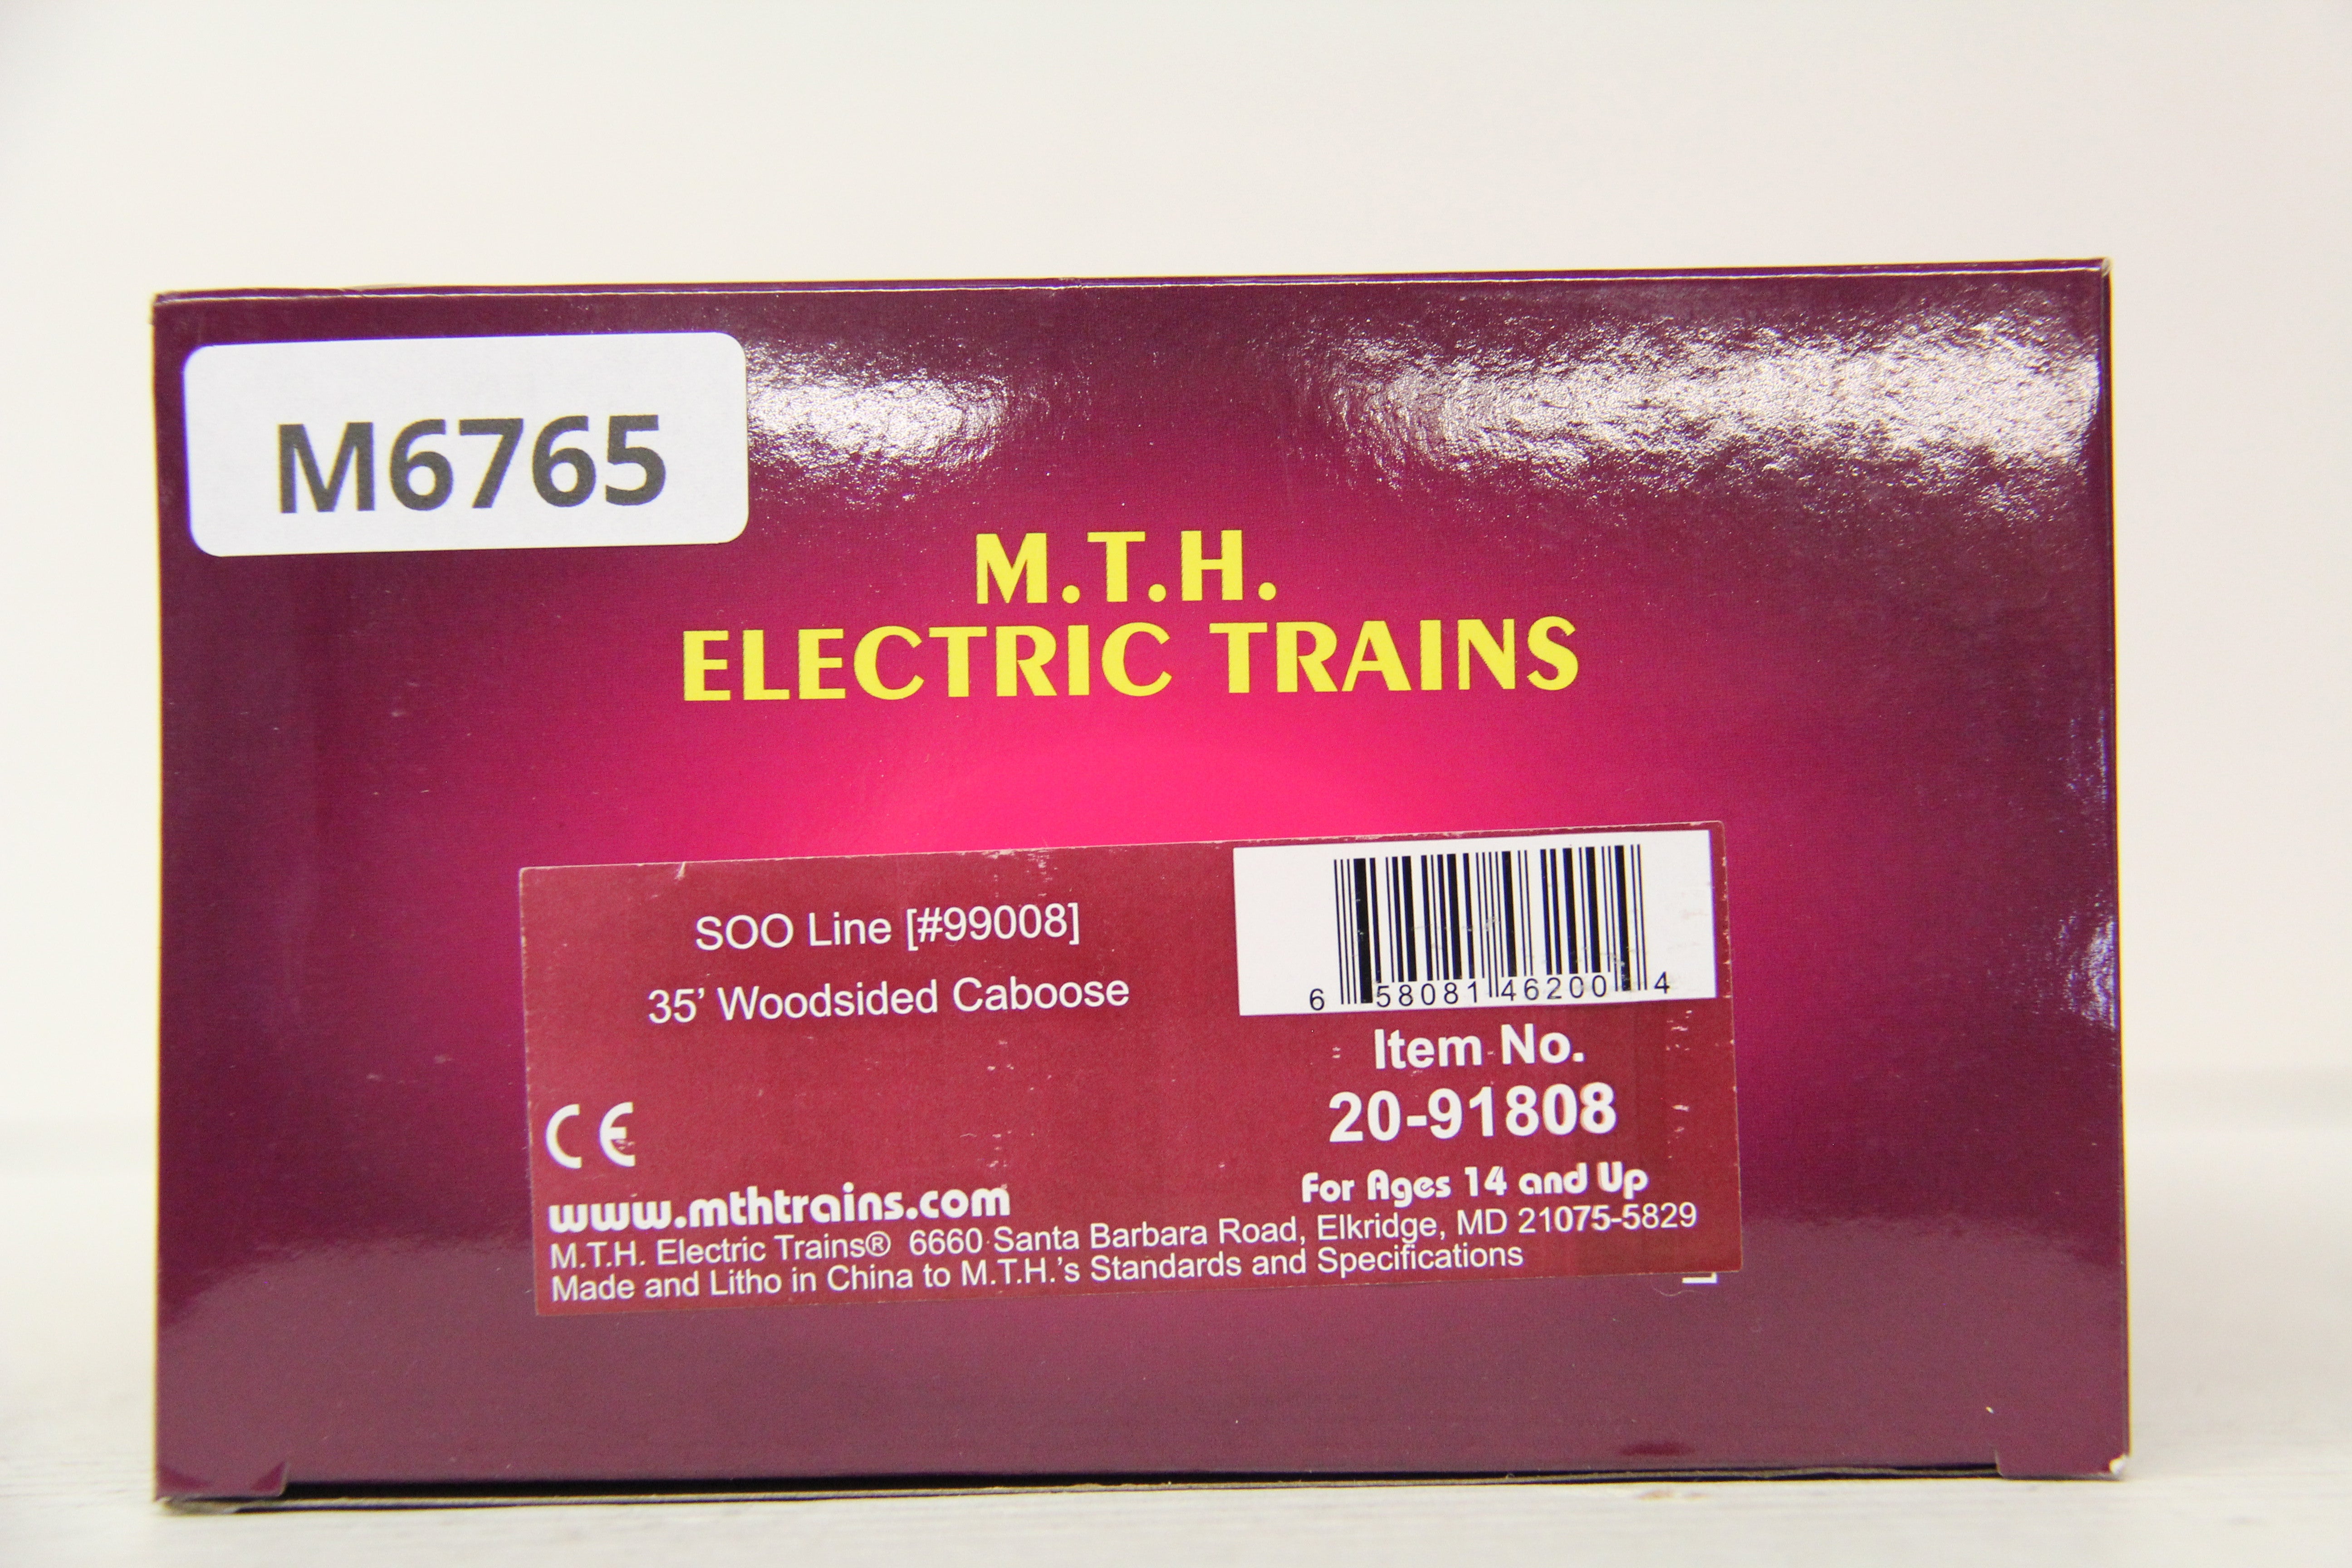 M6765
M.T.H.
ELECTRIC TRAINS
SOO Line [#99008]
35' Woodsided Caboose
6 58081 46200 4
Item No.
20-91808
CE
For Ages 14 and Up
www.mthtrains.com
M.T.H. Electric Trains® 6660 Santa Barbara Road, Elkridge, MD 21075-5829
Made and Litho in China to M.T.H.'s Standards and Specifications